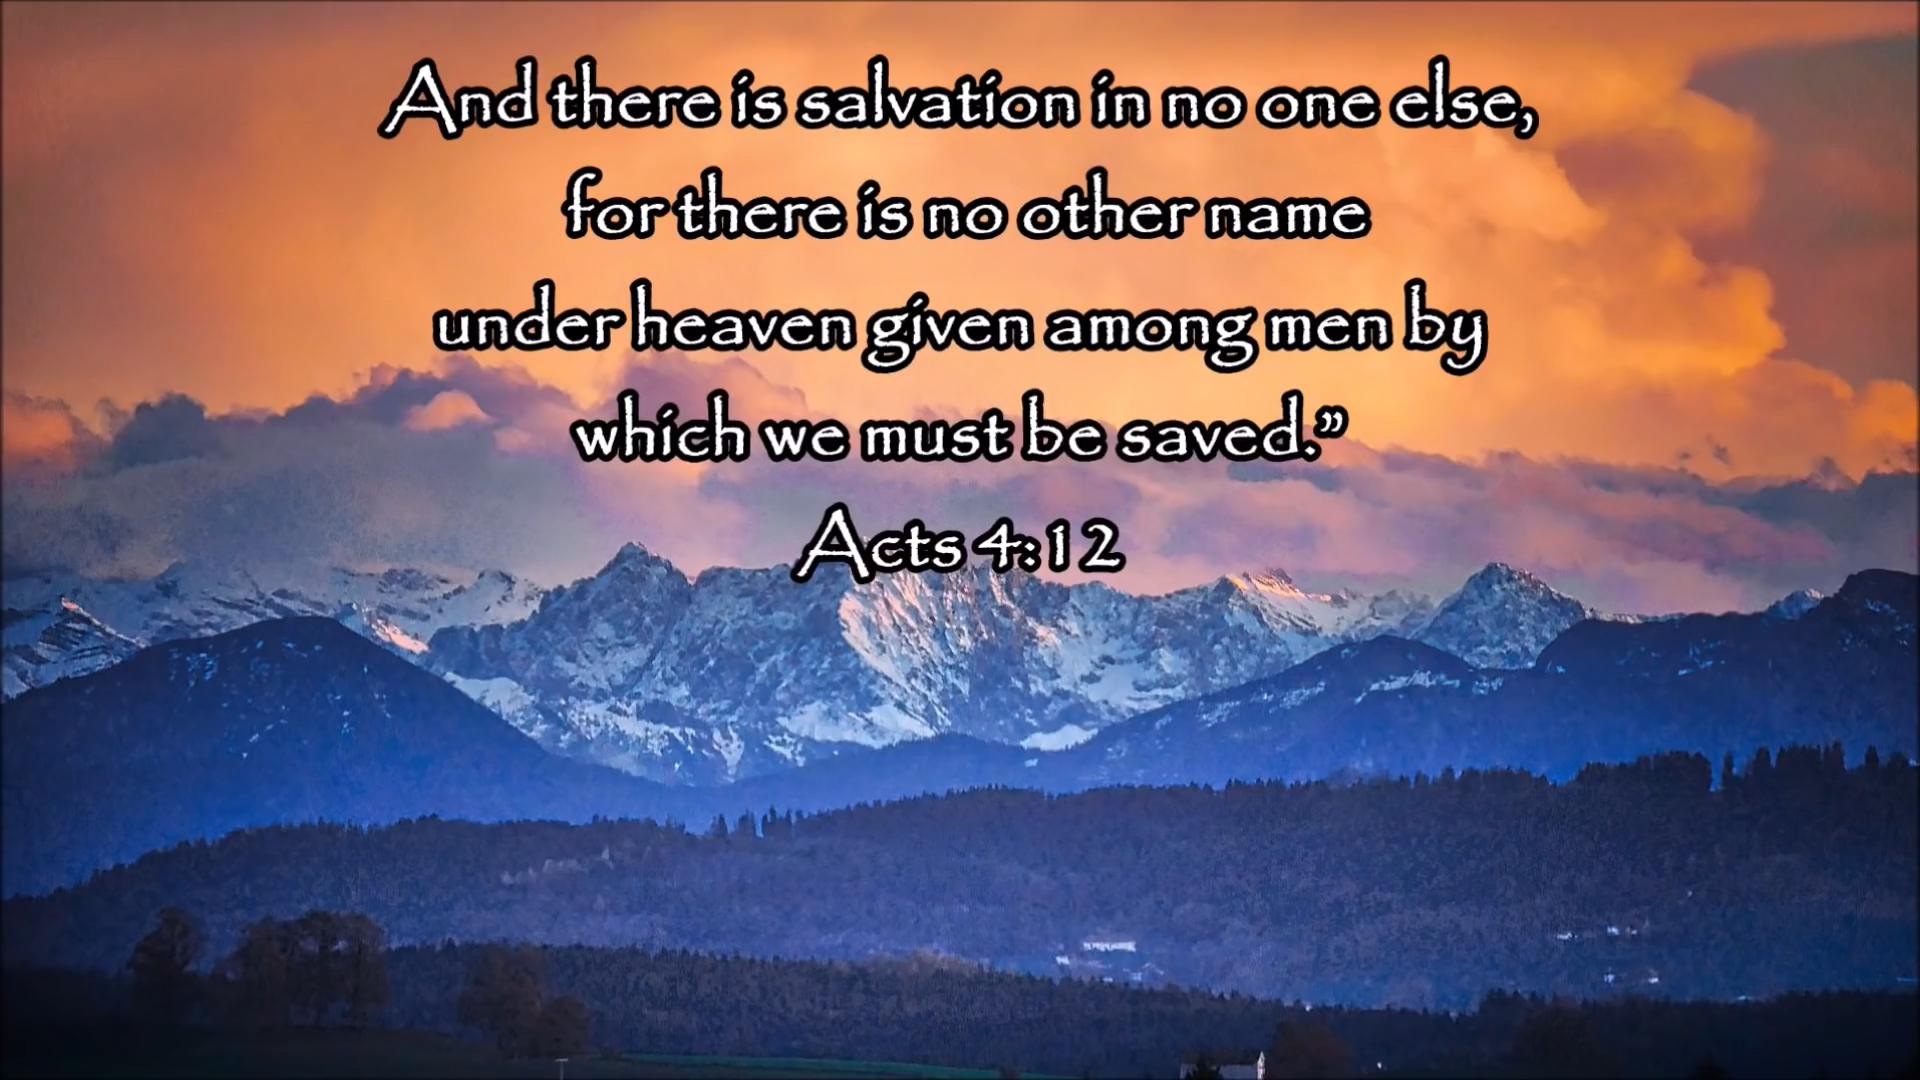 And there is salvation in no one else,
for there is no other name
under heaven given among men by
which we must be saved.”
Acts 4:12